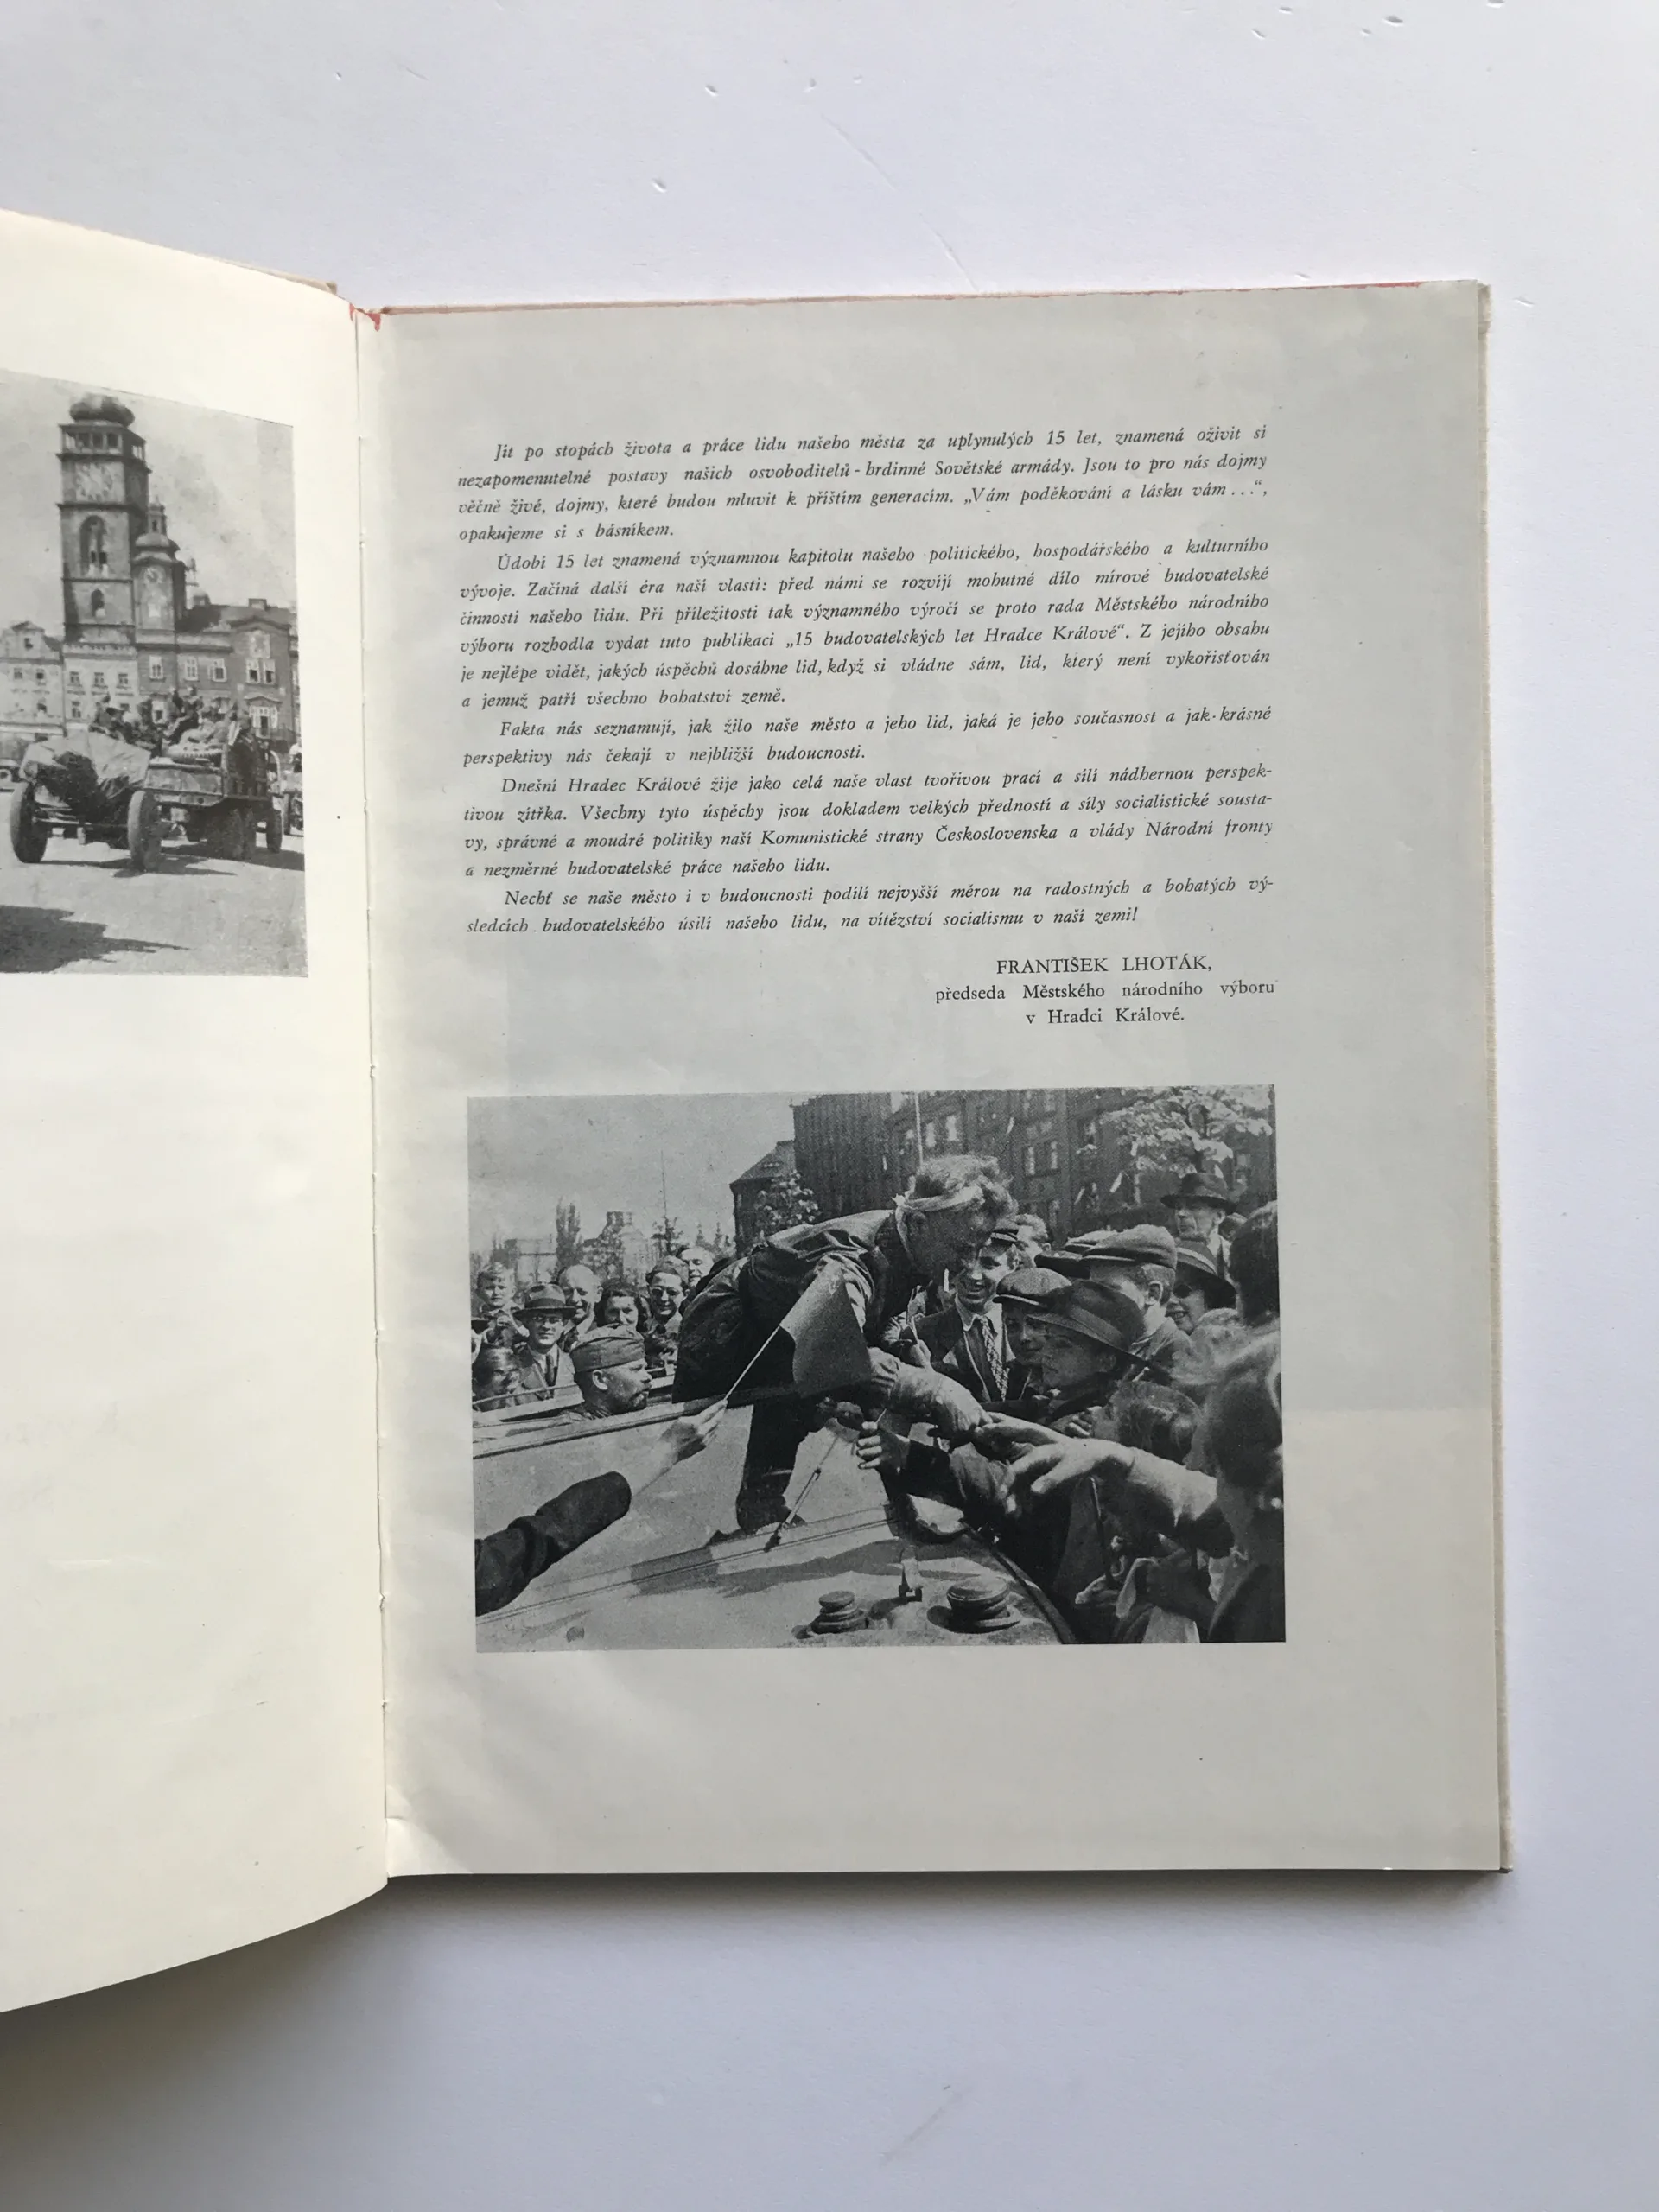 Jít po stopách života a práce lidu našeho města za uplynulých 15 let, znamená oživit si
nezapomenutelné postavy našich osvoboditelů - hrdinné Sovětské armády. Jsou to pro nás dojmy
věčně živé, dojmy, které budou mluvit k příštím generacím. „Vám poděkování a lásku vám...“,
opakujeme si s básníkem.
Údobí 15 let znamená významnou kapitolu našeho politického, hospodářského a kulturního
vývoje. Začíná další éra naší vlasti: před námi se rozvíjí mohutné dílo mírové budovatelské
činnosti našeho lidu. Při příležitosti tak významného výročí se proto rada Městského národního
výboru rozhodla vydat tuto publikaci „15 budovatelských let Hradce Králové“. Z jejího obsahu
je nejlépe vidět, jakých úspěchů dosáhne lid, když si vládne sám, lid, který není vykořisťován
a jemuž patří všechno bohatství země.
Fakta nás seznamují, jak žilo naše město a jeho lid, jaká je jeho současnost a jak krásné
perspektivy nás čekají v nejbližší budoucnosti.
Dnešní Hradec Králové žije jako celá naše vlast tvořivou prací a sílí nádhernou perspek-
tivou zítřka. Všechny tyto úspěchy jsou dokladem velkých předností a síly socialistické sousta-
vy, správné a moudré politiky naší Komunistické strany Československa a vlády Národní fronty
a nezměrné budovatelské práce našeho lidu.
Nechť se naše město i v budoucnosti podílí nejvyšší měrou na radostných a bohatých vý-
sledcích budovatelského úsilí našeho lidu, na vítězství socialismu v naší zemi!
FRANTIŠEK LHOTÁK,
předseda Městského národního výboru
v Hradci Králové.